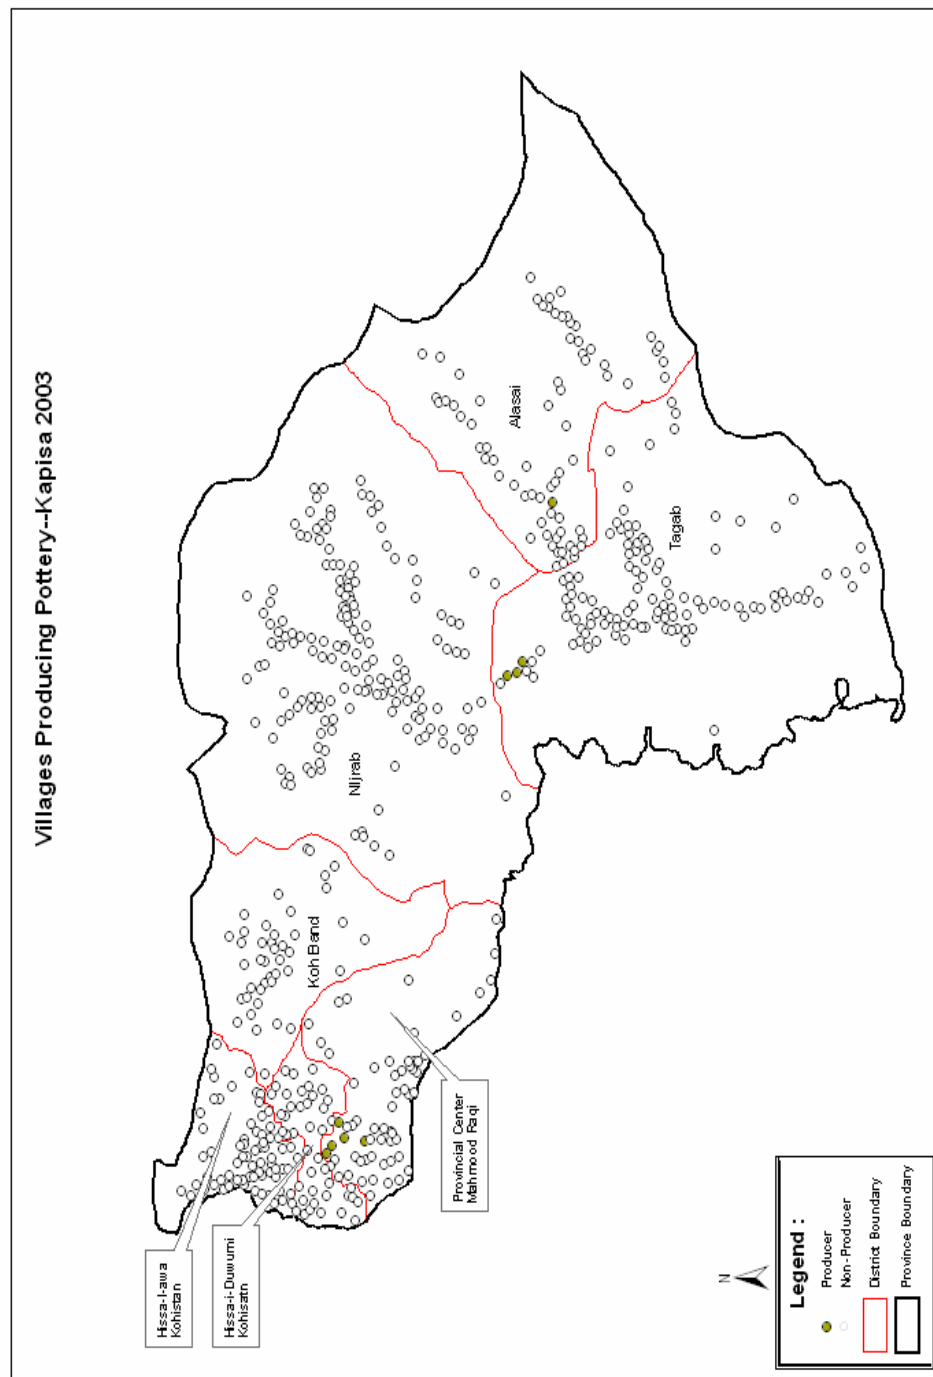 Villages Producing Pottery--Kapisa 2003
Hissa-I-awa
Kohistan
Hissa-i-Duwumi
Kohisatn
Provincial Center
Mahmood Raqi
Koh Band
NIjrab
Alasai
Tagab
N
Legend :
Producer
Non-Producer
District Boundary
Province Boundary